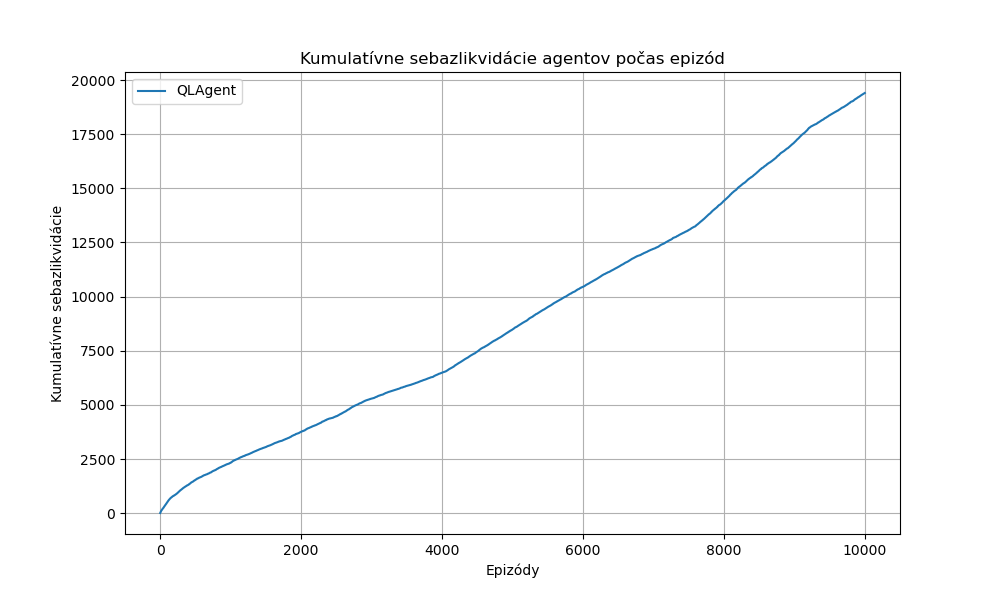 Kumulatívne sebazlikvidácie agentov počas epizód
QLAgent
Kumulatívne sebazlikvidácie
20000
17500
15000
12500
10000
7500
5000
2500
0
0 2000 4000 6000 8000 10000
Epizódy